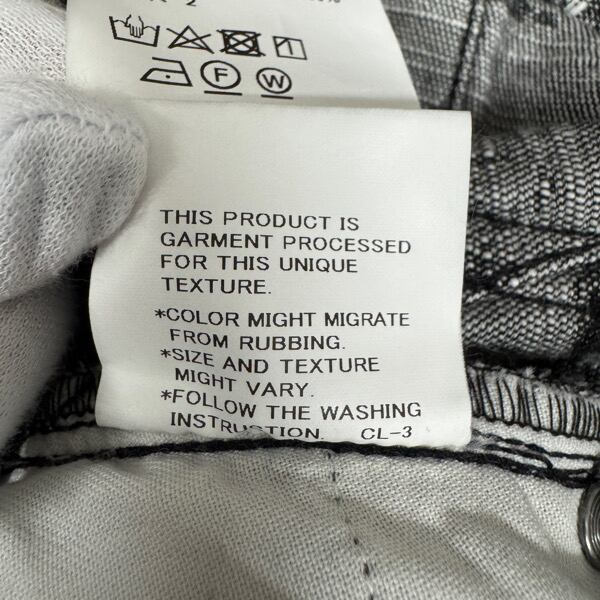 THIS PRODUCT IS
GARMENT PROCESSED
FOR THIS UNIQUE
TEXTURE.
*COLOR MIGHT MIGRATE
FROM RUBBING.
*SIZE AND TEXTURE
MIGHT VARY.
*FOLLOW THE WASHING
INSTRUCTION. CL-3
F W